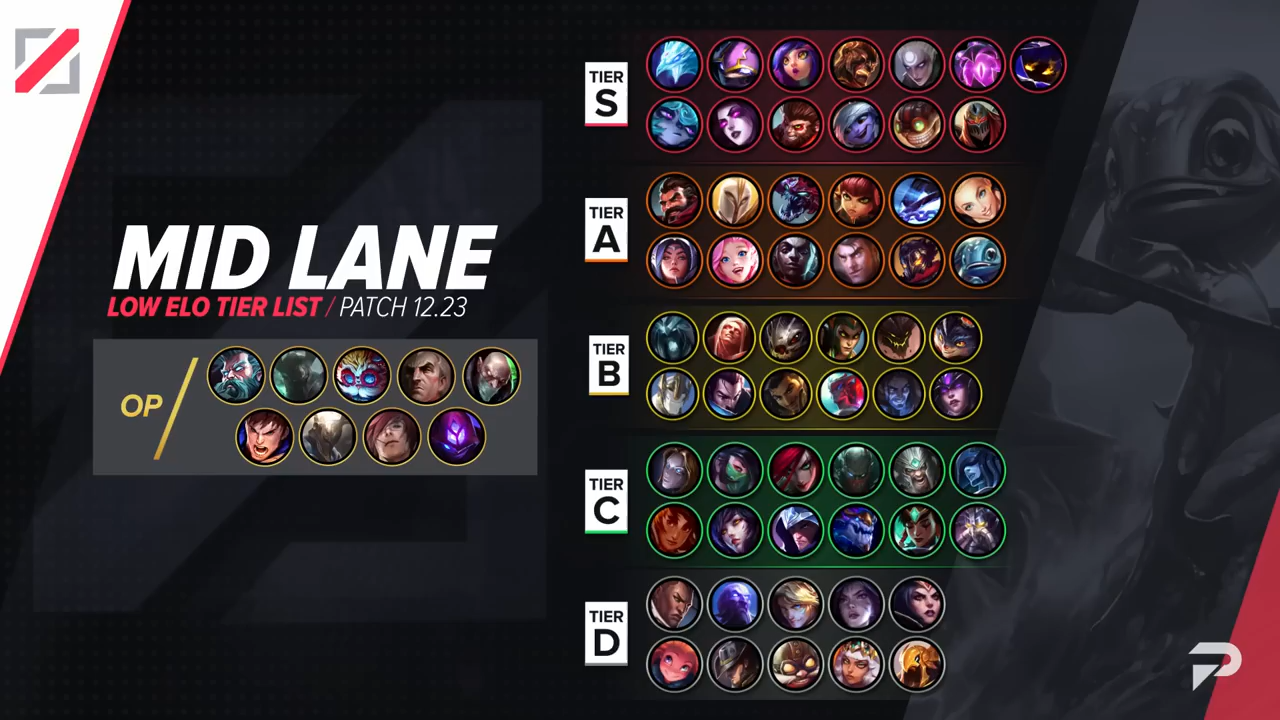 MID LANE
LOW ELO TIER LIST / PATCH 12.23
OP
TIER
S
TIER
A
TIER
B
TIER
C
TIER
D